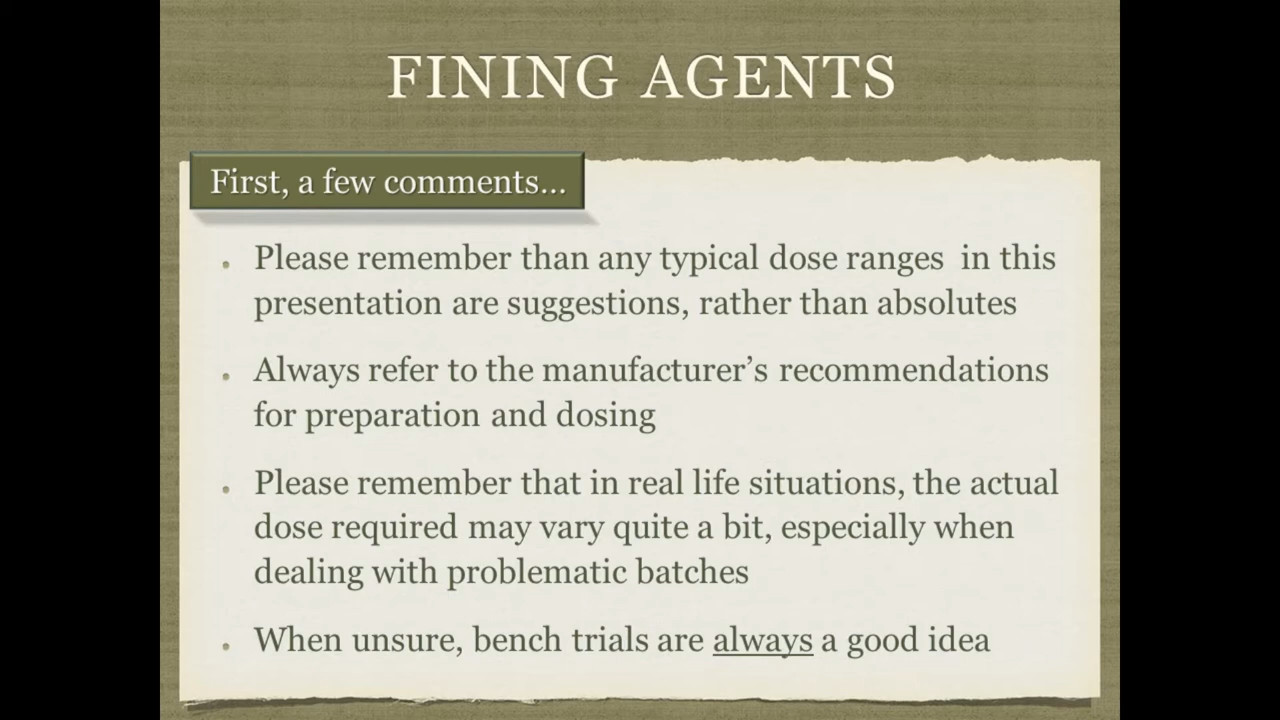 FINING AGENTS
First, a few comments...
Please remember than any typical dose ranges  in this
presentation are suggestions, rather than absolutes
Always refer to the manufacturer’s recommendations
for preparation and dosing
Please remember that in real life situations, the actual
dose required may vary quite a bit, especially when
dealing with problematic batches
When unsure, bench trials are always a good idea